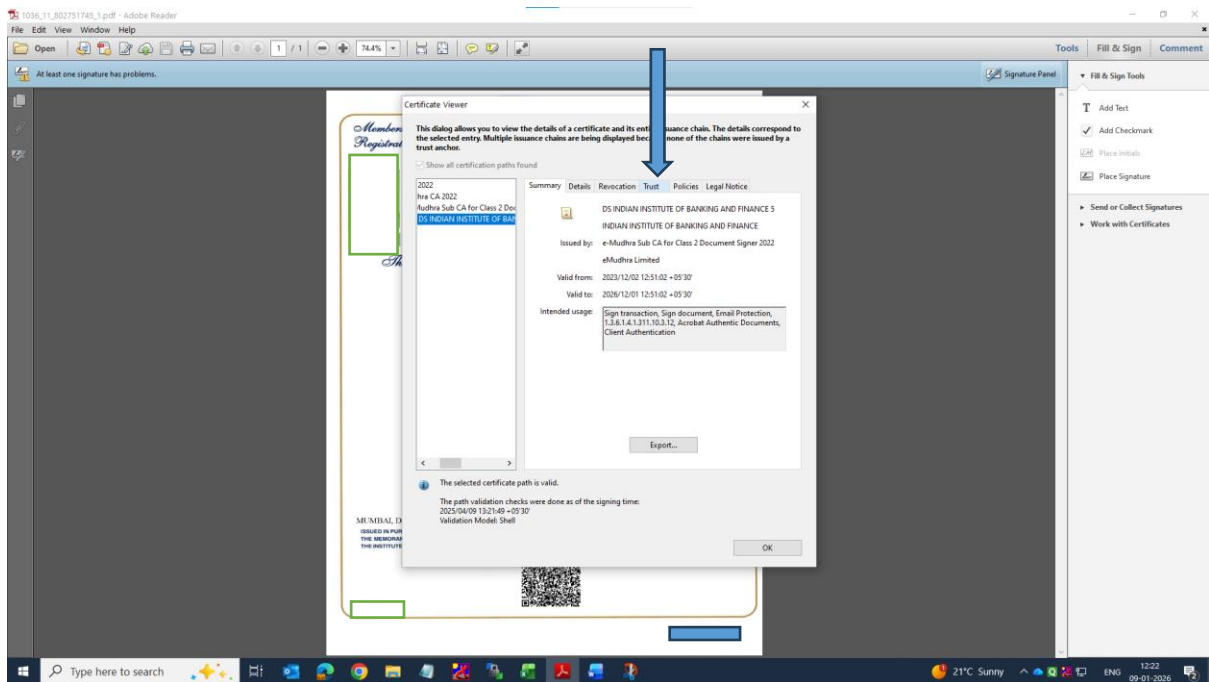 1036_11_802751745_1.pdf - Adobe Reader
File Edit View Window Help
Open 1 / 1 74.4% Tools Fill & Sign Comment
At least one signature has problems. Signature Panel
Fill & Sign Tools
T Add Text
Add Checkmark
Place Initials
Place Signature
Send or Collect Signatures
Work with Certificates
Certificate Viewer
This dialog allows you to view the details of a certificate and its enti suance chain. The details correspond to
the selected entry. Multiple issuance chains are being displayed bec none of the chains were issued by a
trust anchor.
Show all certification paths found
2022
hra CA 2022
Mudhra Sub CA for Class 2 Doc
DS INDIAN INSTITUTE OF BAN
Summary Details Revocation Trust Policies Legal Notice
DS INDIAN INSTITUTE OF BANKING AND FINANCE 5
INDIAN INSTITUTE OF BANKING AND FINANCE
Issued by: e-Mudhra Sub CA for Class 2 Document Signer 2022
eMudhra Limited
Valid from: 2023/12/02 12:51:02 +05'30'
Valid to: 2026/12/01 12:51:02 +05'30'
Intended usage: Sign transaction, Sign document, Email Protection,
1.3.6.1.4.1.311.10.3.12, Acrobat Authentic Documents,
Client Authentication
Export...
The selected certificate path is valid.
The path validation checks were done as of the signing time:
2025/04/09 13:21:49 +05'30'
Validation Model: Shell
OK
Members
Registrat
Th
MUMBAI, D
ISSUED IN PUR
THE MEMORAN
THE INSTITUTE
Type here to search
21°C Sunny ENG 12:22
09-01-2026